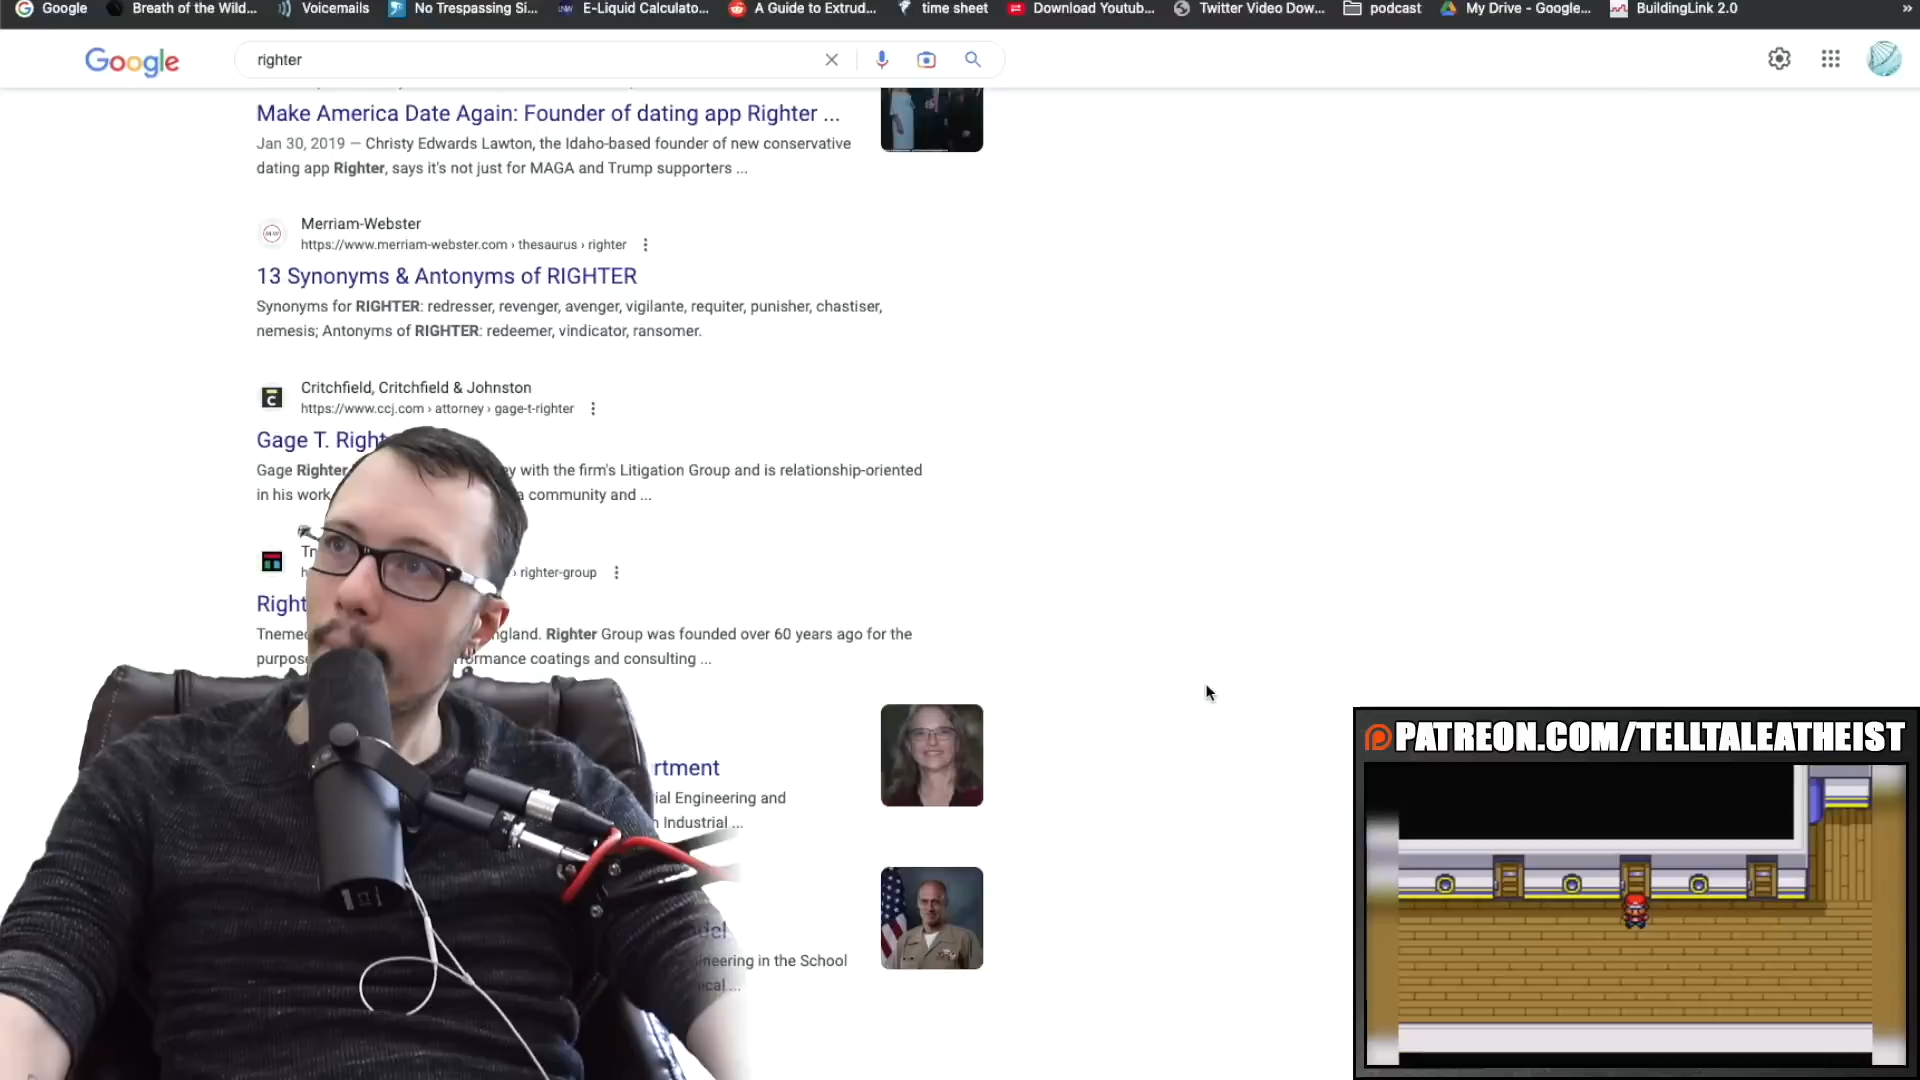 Google
Breath of the Wild...
Voicemails
No Trespassing Si...
E-Liquid Calculato...
A Guide to Extrud...
time sheet
Download Youtub...
Twitter Video Dow...
podcast
My Drive - Google...
BuildingLink 2.0
»
Google
righter
Make America Date Again: Founder of dating app Righter ...
Jan 30, 2019 — Christy Edwards Lawton, the Idaho-based founder of new conservative
dating app Righter, says it's not just for MAGA and Trump supporters ...
Merriam-Webster
https://www.merriam-webster.com › thesaurus › righter
13 Synonyms & Antonyms of RIGHTER
Synonyms for RIGHTER: redresser, revenger, avenger, vigilante, requiter, punisher, chastiser,
nemesis; Antonyms of RIGHTER: redeemer, vindicator, ransomer.
Critchfield, Critchfield & Johnston
https://www.ccj.com › attorney › gage-t-righter
Gage T. Right
Gage Righter with the firm's Litigation Group and is relationship-oriented
in his work a community and ...
› righter-group
Right
Righter Group was founded over 60 years ago for the
coatings and consulting ...
Engineering and
Industrial ...
in the School
PATREON.COM/TELLTALEATHEIST